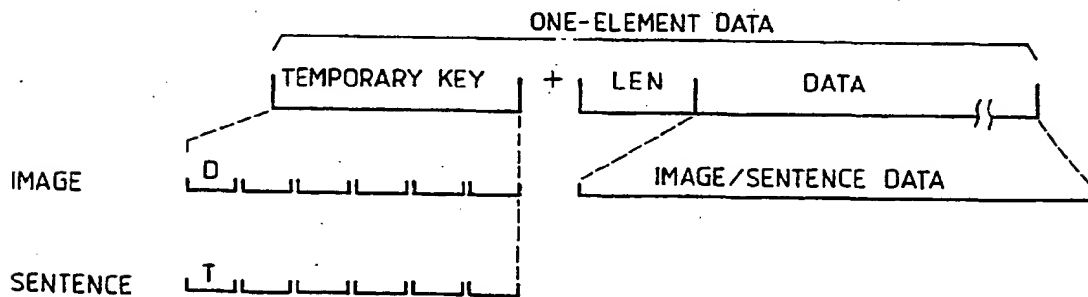 ONE-ELEMENT DATA
TEMPORARY KEY + LEN DATA
IMAGE D IMAGE/SENTENCE DATA
SENTENCE T